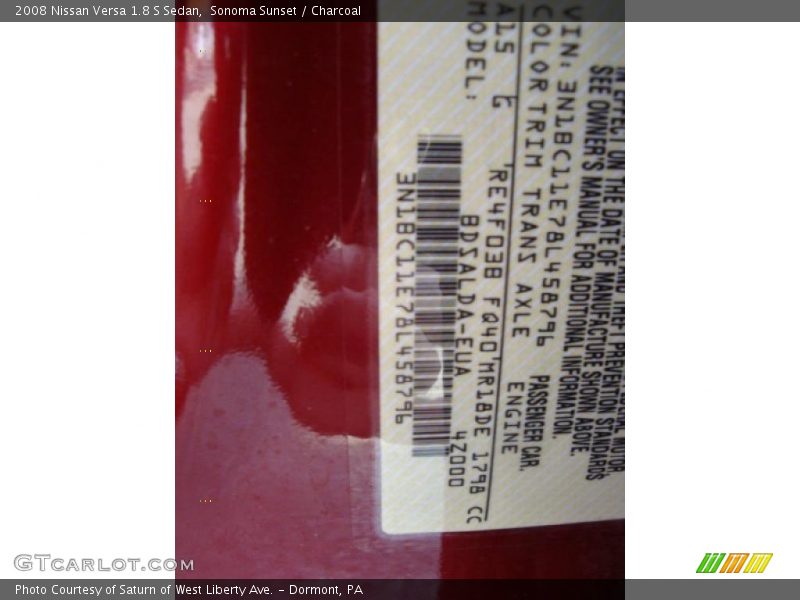 2008 Nissan Versa 1.8 S Sedan,  Sonoma Sunset / Charcoal
IN EFFECT ON THE DATE OF MANUFACTURE SHOWN ABOVE.
SEE OWNER'S MANUAL FOR ADDITIONAL INFORMATION.
VIN: 3N1BC11E78L458796 PASSENGER CAR.
COLOR TRIM TRANS AXLE ENGINE
A15 G RE4F03B FQ40 MR18DE 1798 CC
MODEL: BDSALDA-EUA 4Z000
3N1BC11E78L458796
GTcarlot.com
Photo Courtesy of Saturn of West Liberty Ave. – Dormont, PA